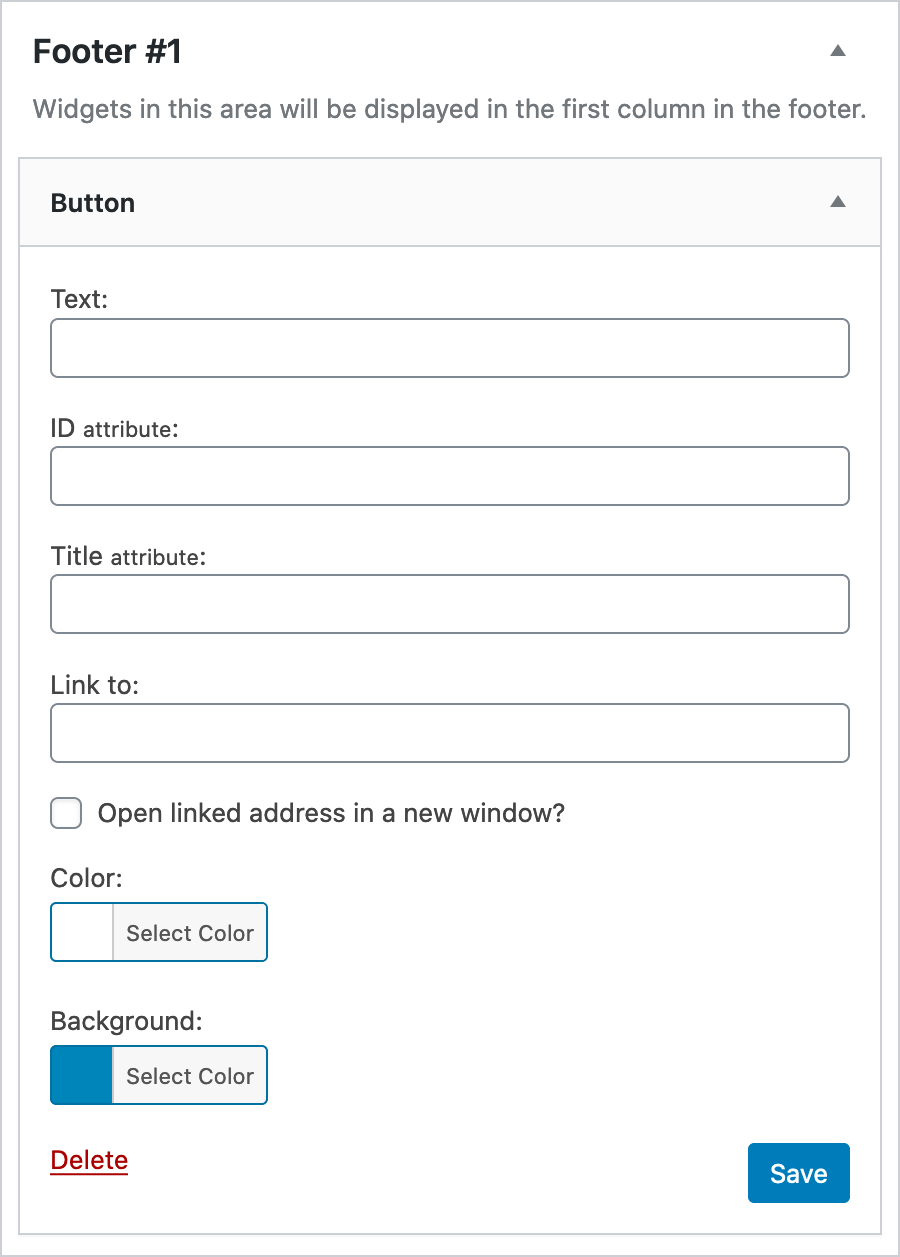 Footer #1
Widgets in this area will be displayed in the first column in the footer.
Button
Text:
ID attribute:
Title attribute:
Link to:
Open linked address in a new window?
Color:
Select Color
Background:
Select Color
Delete
Save